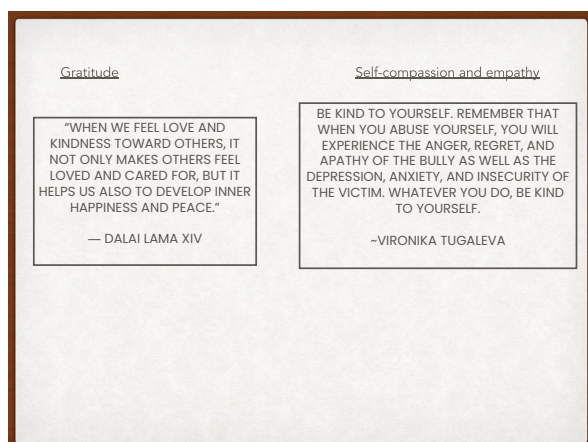 Gratitude
“WHEN WE FEEL LOVE AND
KINDNESS TOWARD OTHERS, IT
NOT ONLY MAKES OTHERS FEEL
LOVED AND CARED FOR, BUT IT
HELPS US ALSO TO DEVELOP INNER
HAPPINESS AND PEACE.”
— DALAI LAMA XIV
Self-compassion and empathy
BE KIND TO YOURSELF. REMEMBER THAT
WHEN YOU ABUSE YOURSELF, YOU WILL
EXPERIENCE THE ANGER, REGRET, AND
APATHY OF THE BULLY AS WELL AS THE
DEPRESSION, ANXIETY, AND INSECURITY OF
THE VICTIM. WHATEVER YOU DO, BE KIND
TO YOURSELF.
~VIRONIKA TUGALEVA